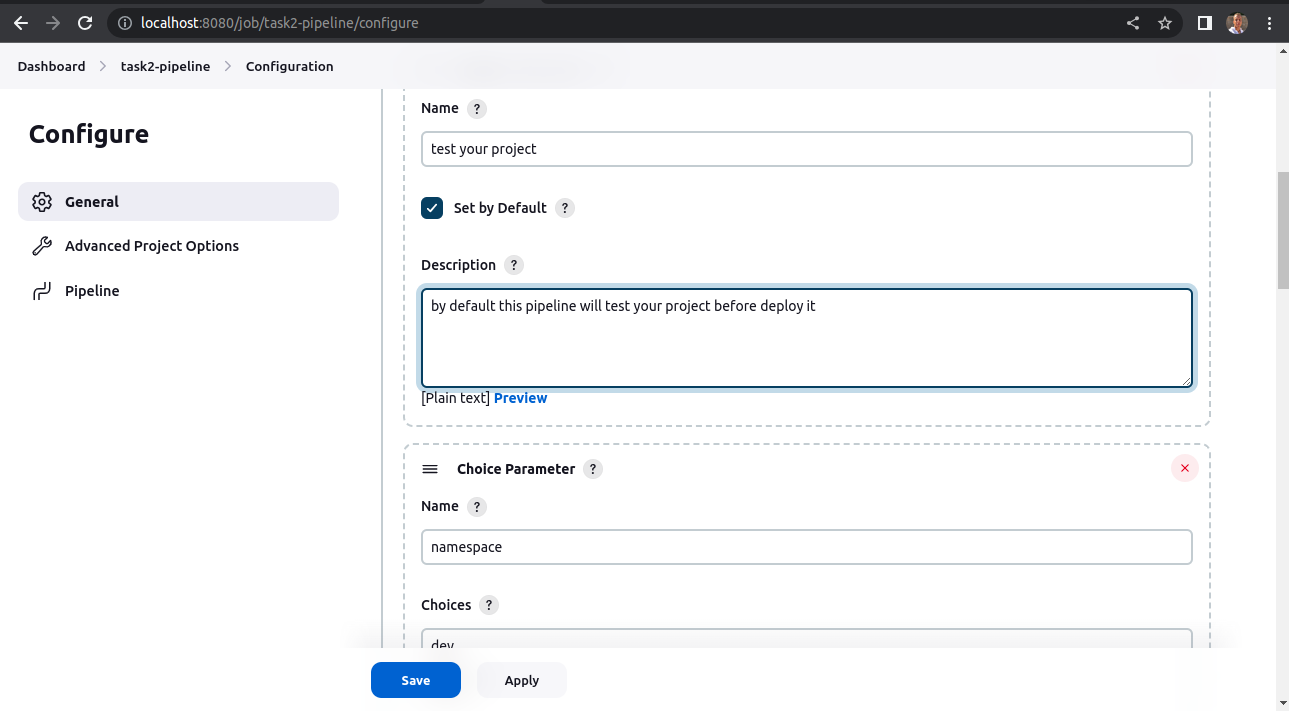 localhost:8080/job/task2-pipeline/configure
Dashboard > task2-pipeline > Configuration
Configure
General
Advanced Project Options
Pipeline
Name ?
test your project
Set by Default ?
Description ?
by default this pipeline will test your project before deploy it
[Plain text] Preview
Choice Parameter ?
Name ?
namespace
Choices ?
dev
Save
Apply